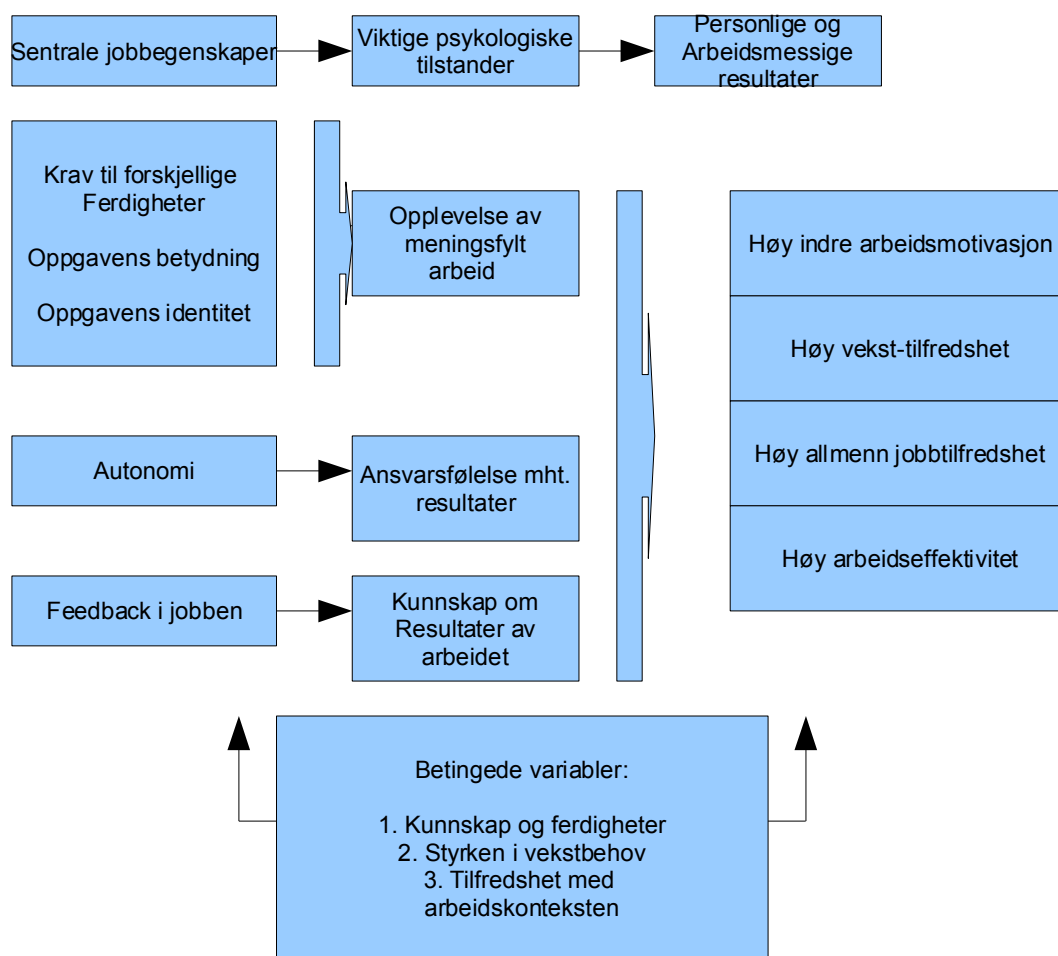 Sentrale jobbegenskaper
Viktige psykologiske
tilstander
Personlige og
Arbeidsmessige
resultater
Krav til forskjellige
Ferdigheter
Oppgavens betydning
Oppgavens identitet
Opplevelse av
meningsfylt
arbeid
Høy indre arbeidsmotivasjon
Høy vekst-tilfredshet
Høy allmenn jobbtilfredshet
Høy arbeidseffektivitet
Autonomi
Ansvarsfølelse mht.
resultater
Feedback i jobben
Kunnskap om
Resultater av
arbeidet
Betingede variabler:
1. Kunnskap og ferdigheter
2. Styrken i vekstbehov
3. Tilfredshet med
arbeidskonteksten